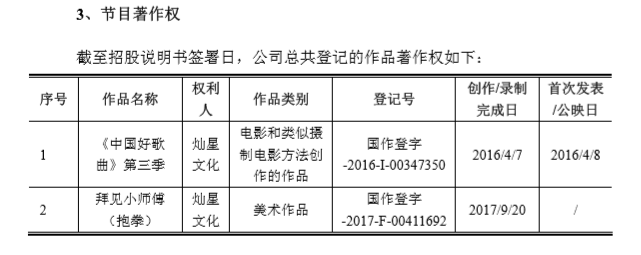 3、节目著作权
截至招股说明书签署日，公司总共登记的作品著作权如下：
序号 作品名称 权利人 作品类别 登记号 创作/录制完成日 首次发表/公映日
1 《中国好歌曲》第三季 灿星文化 电影和类似摄制电影方法创作的作品 国作登字-2016-I-00347350 2016/4/7 2016/4/8
2 拜见小师傅（抱拳） 灿星文化 美术作品 国作登字-2017-F-00411692 2017/9/20 /